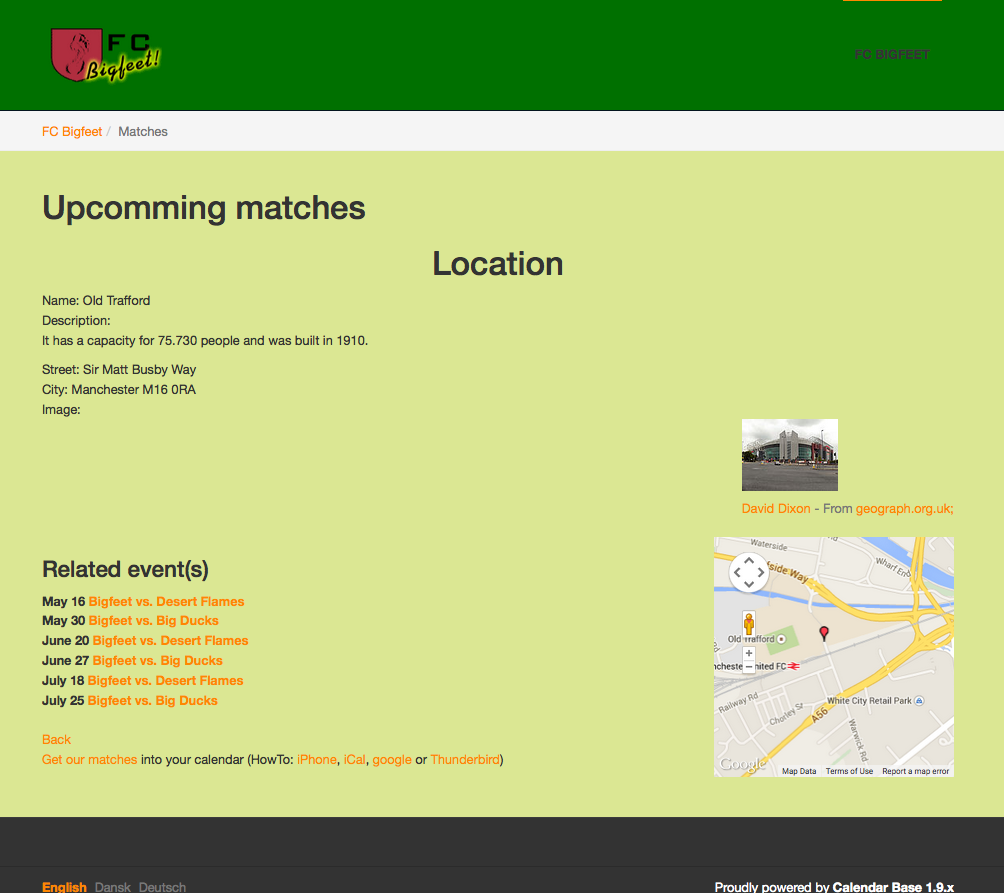 FC
Bigfeet!
FC BIGFEET
FC Bigfeet / Matches
Upcomming matches
Location
Name: Old Trafford
Description:
It has a capacity for 75.730 people and was built in 1910.
Street: Sir Matt Busby Way
City: Manchester M16 0RA
Image:
David Dixon - From geograph.org.uk;
Related event(s)
May 16 Bigfeet vs. Desert Flames
May 30 Bigfeet vs. Big Ducks
June 20 Bigfeet vs. Desert Flames
June 27 Bigfeet vs. Big Ducks
July 18 Bigfeet vs. Desert Flames
July 25 Bigfeet vs. Big Ducks
Waterside
Wharf End
side Way
Old Trafford
ncheste nited FC
White City Retail Park
Railway Rd
Chorley St
A56
Warwick Rd
Google
Map Data Terms of Use Report a map error
Back
Get our matches into your calendar (HowTo: iPhone, iCal, google or Thunderbird)
English Dansk Deutsch
Proudly powered by Calendar Base 1.9.x